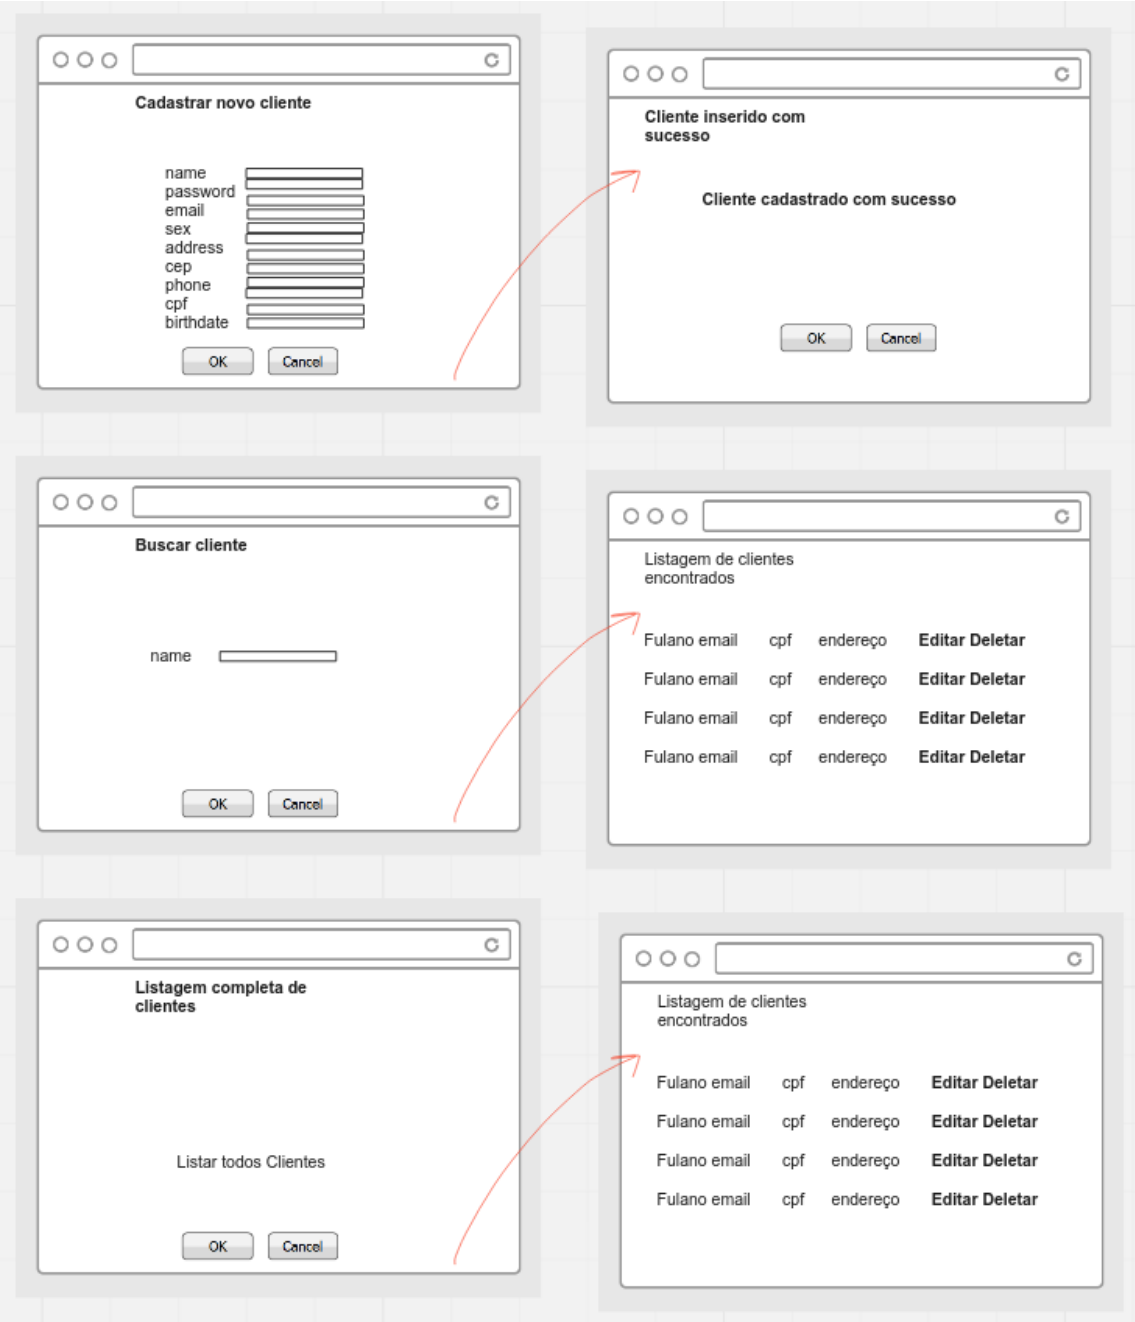 Cadastrar novo cliente
name
password
email
sex
address
cep
phone
cpf
birthdate
OK Cancel
Cliente inserido com
sucesso
Cliente cadastrado com sucesso
OK Cancel
Buscar cliente
name
OK Cancel
Listagem de clientes
encontrados
Fulano email cpf endereço Editar Deletar
Fulano email cpf endereço Editar Deletar
Fulano email cpf endereço Editar Deletar
Fulano email cpf endereço Editar Deletar
Listagem completa de
clientes
Listar todos Clientes
OK Cancel
Listagem de clientes
encontrados
Fulano email cpf endereço Editar Deletar
Fulano email cpf endereço Editar Deletar
Fulano email cpf endereço Editar Deletar
Fulano email cpf endereço Editar Deletar